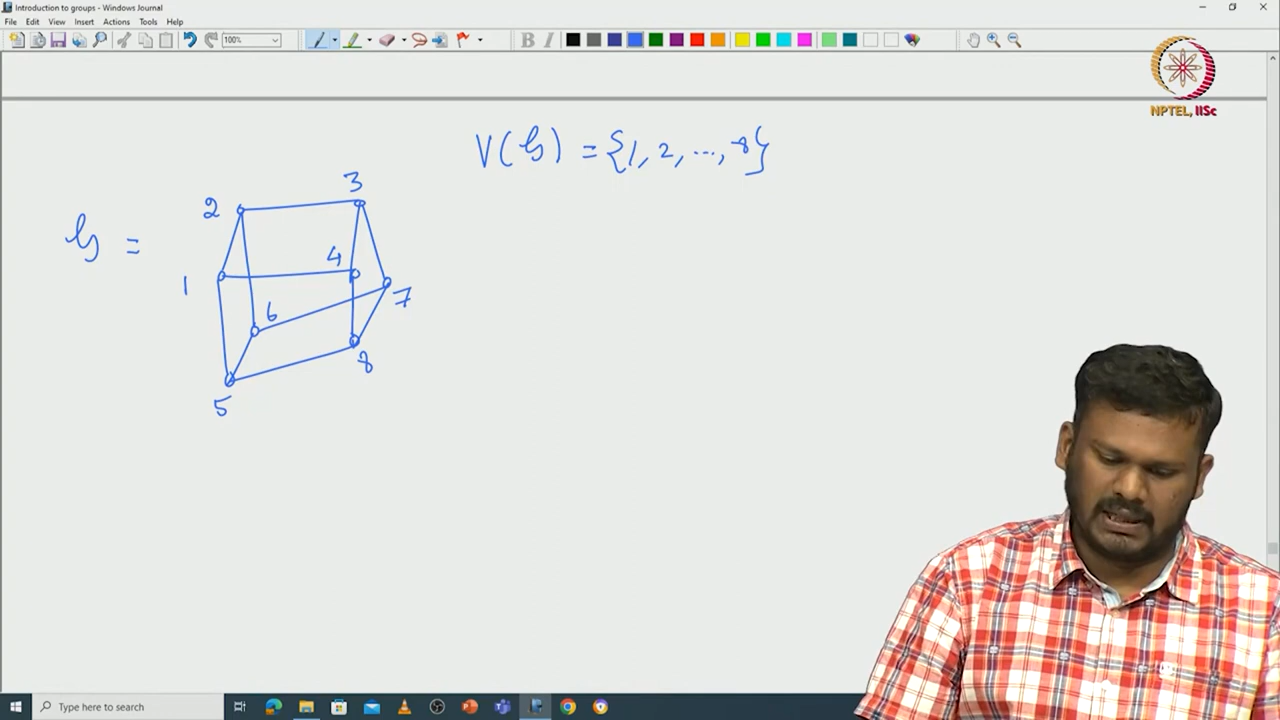 Introduction to groups - Windows Journal
File Edit View Insert Actions Tools Help
100%
B I
NPTEL, IISc
V(G) = {1, 2, ..., 8}
G =
2 3
1 4
6 7
5 8
Type here to search